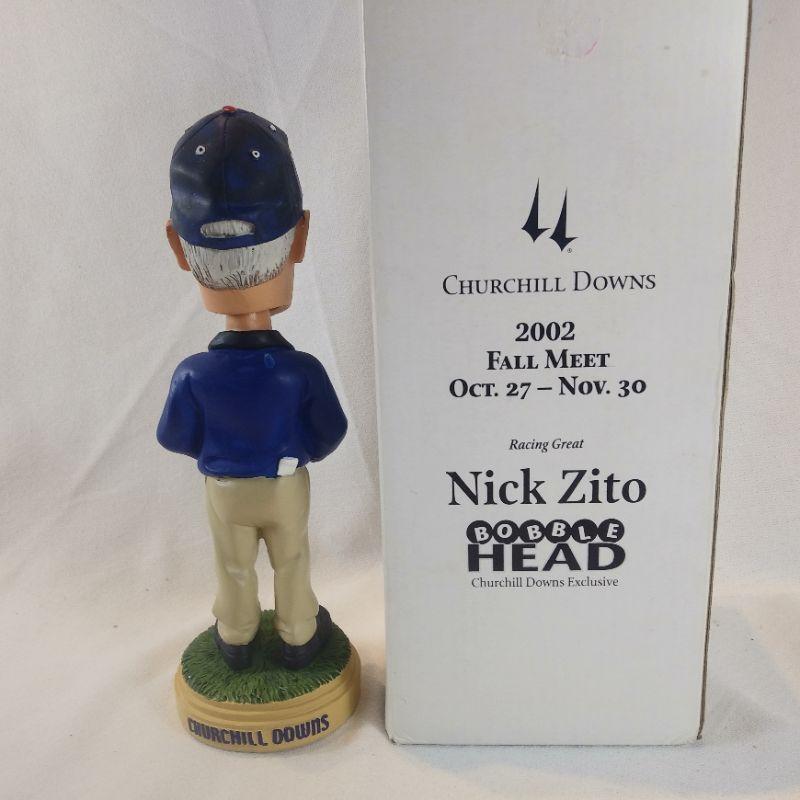 CHURCHILL DOWNS
2002
FALL MEET
OCT. 27 – NOV. 30
Racing Great
Nick Zito
BOBBLE
HEAD
Churchill Downs Exclusive
CHURCHILL DOWNS